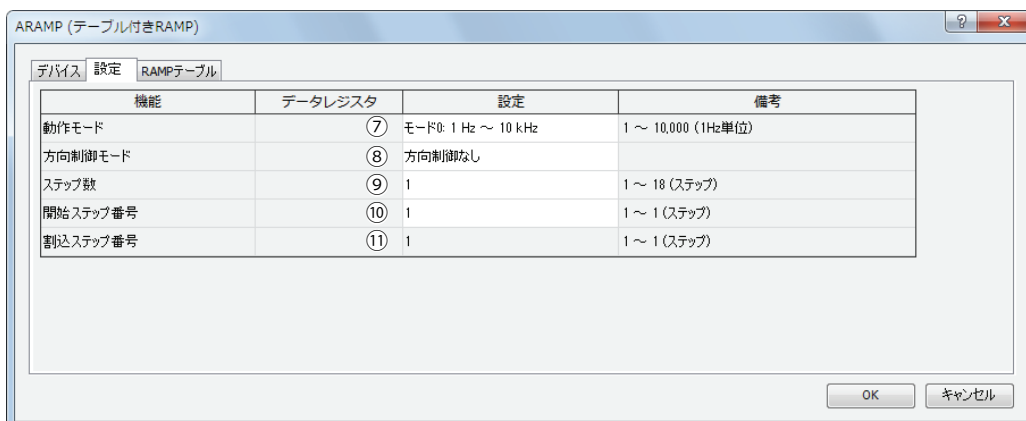 ARAMP (テーブル付きRAMP)
? x
デバイス 設定 RAMPテーブル
機能 データレジスタ 設定 備考
動作モード ⑦ モード0: 1 Hz ～ 10 kHz 1 ～ 10,000 (1Hz単位)
方向制御モード ⑧ 方向制御なし
ステップ数 ⑨ 1 1 ～ 18 (ステップ)
開始ステップ番号 ⑩ 1 1 ～ 1 (ステップ)
割込ステップ番号 ⑪ 1 1 ～ 1 (ステップ)
OK キャンセル